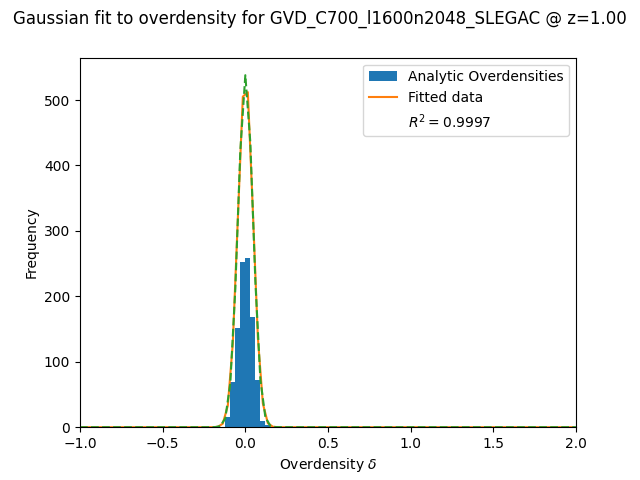 Gaussian fit to overdensity for GVD_C700_l1600n2048_SLEGAC @ z=1.00
Analytic Overdensities
Fitted data
R² = 0.9997
Frequency
500
400
300
200
100
0
−1.0 −0.5 0.0 0.5 1.0 1.5 2.0
Overdensity δ